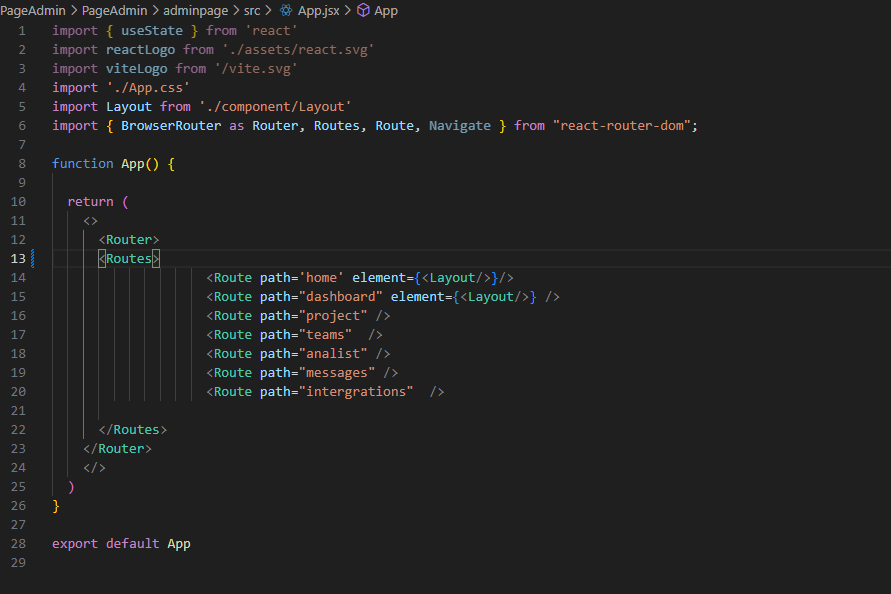 PageAdmin > PageAdmin > adminpage > src > App.jsx > App
1 import { useState } from 'react'
2 import reactLogo from './assets/react.svg'
3 import viteLogo from '/vite.svg'
4 import './App.css'
5 import Layout from './component/Layout'
6 import { BrowserRouter as Router, Routes, Route, Navigate } from "react-router-dom";
7
8 function App() {
9
10 return (
11 <>
12 <Router>
13 <Routes>
14 <Route path='home' element={<Layout/>}/>
15 <Route path="dashboard" element={<Layout/>} />
16 <Route path="project" />
17 <Route path="teams"  />
18 <Route path="analist" />
19 <Route path="messages" />
20 <Route path="intergrations"  />
21
22 </Routes>
23 </Router>
24 </>
25 )
26 }
27
28 export default App
29